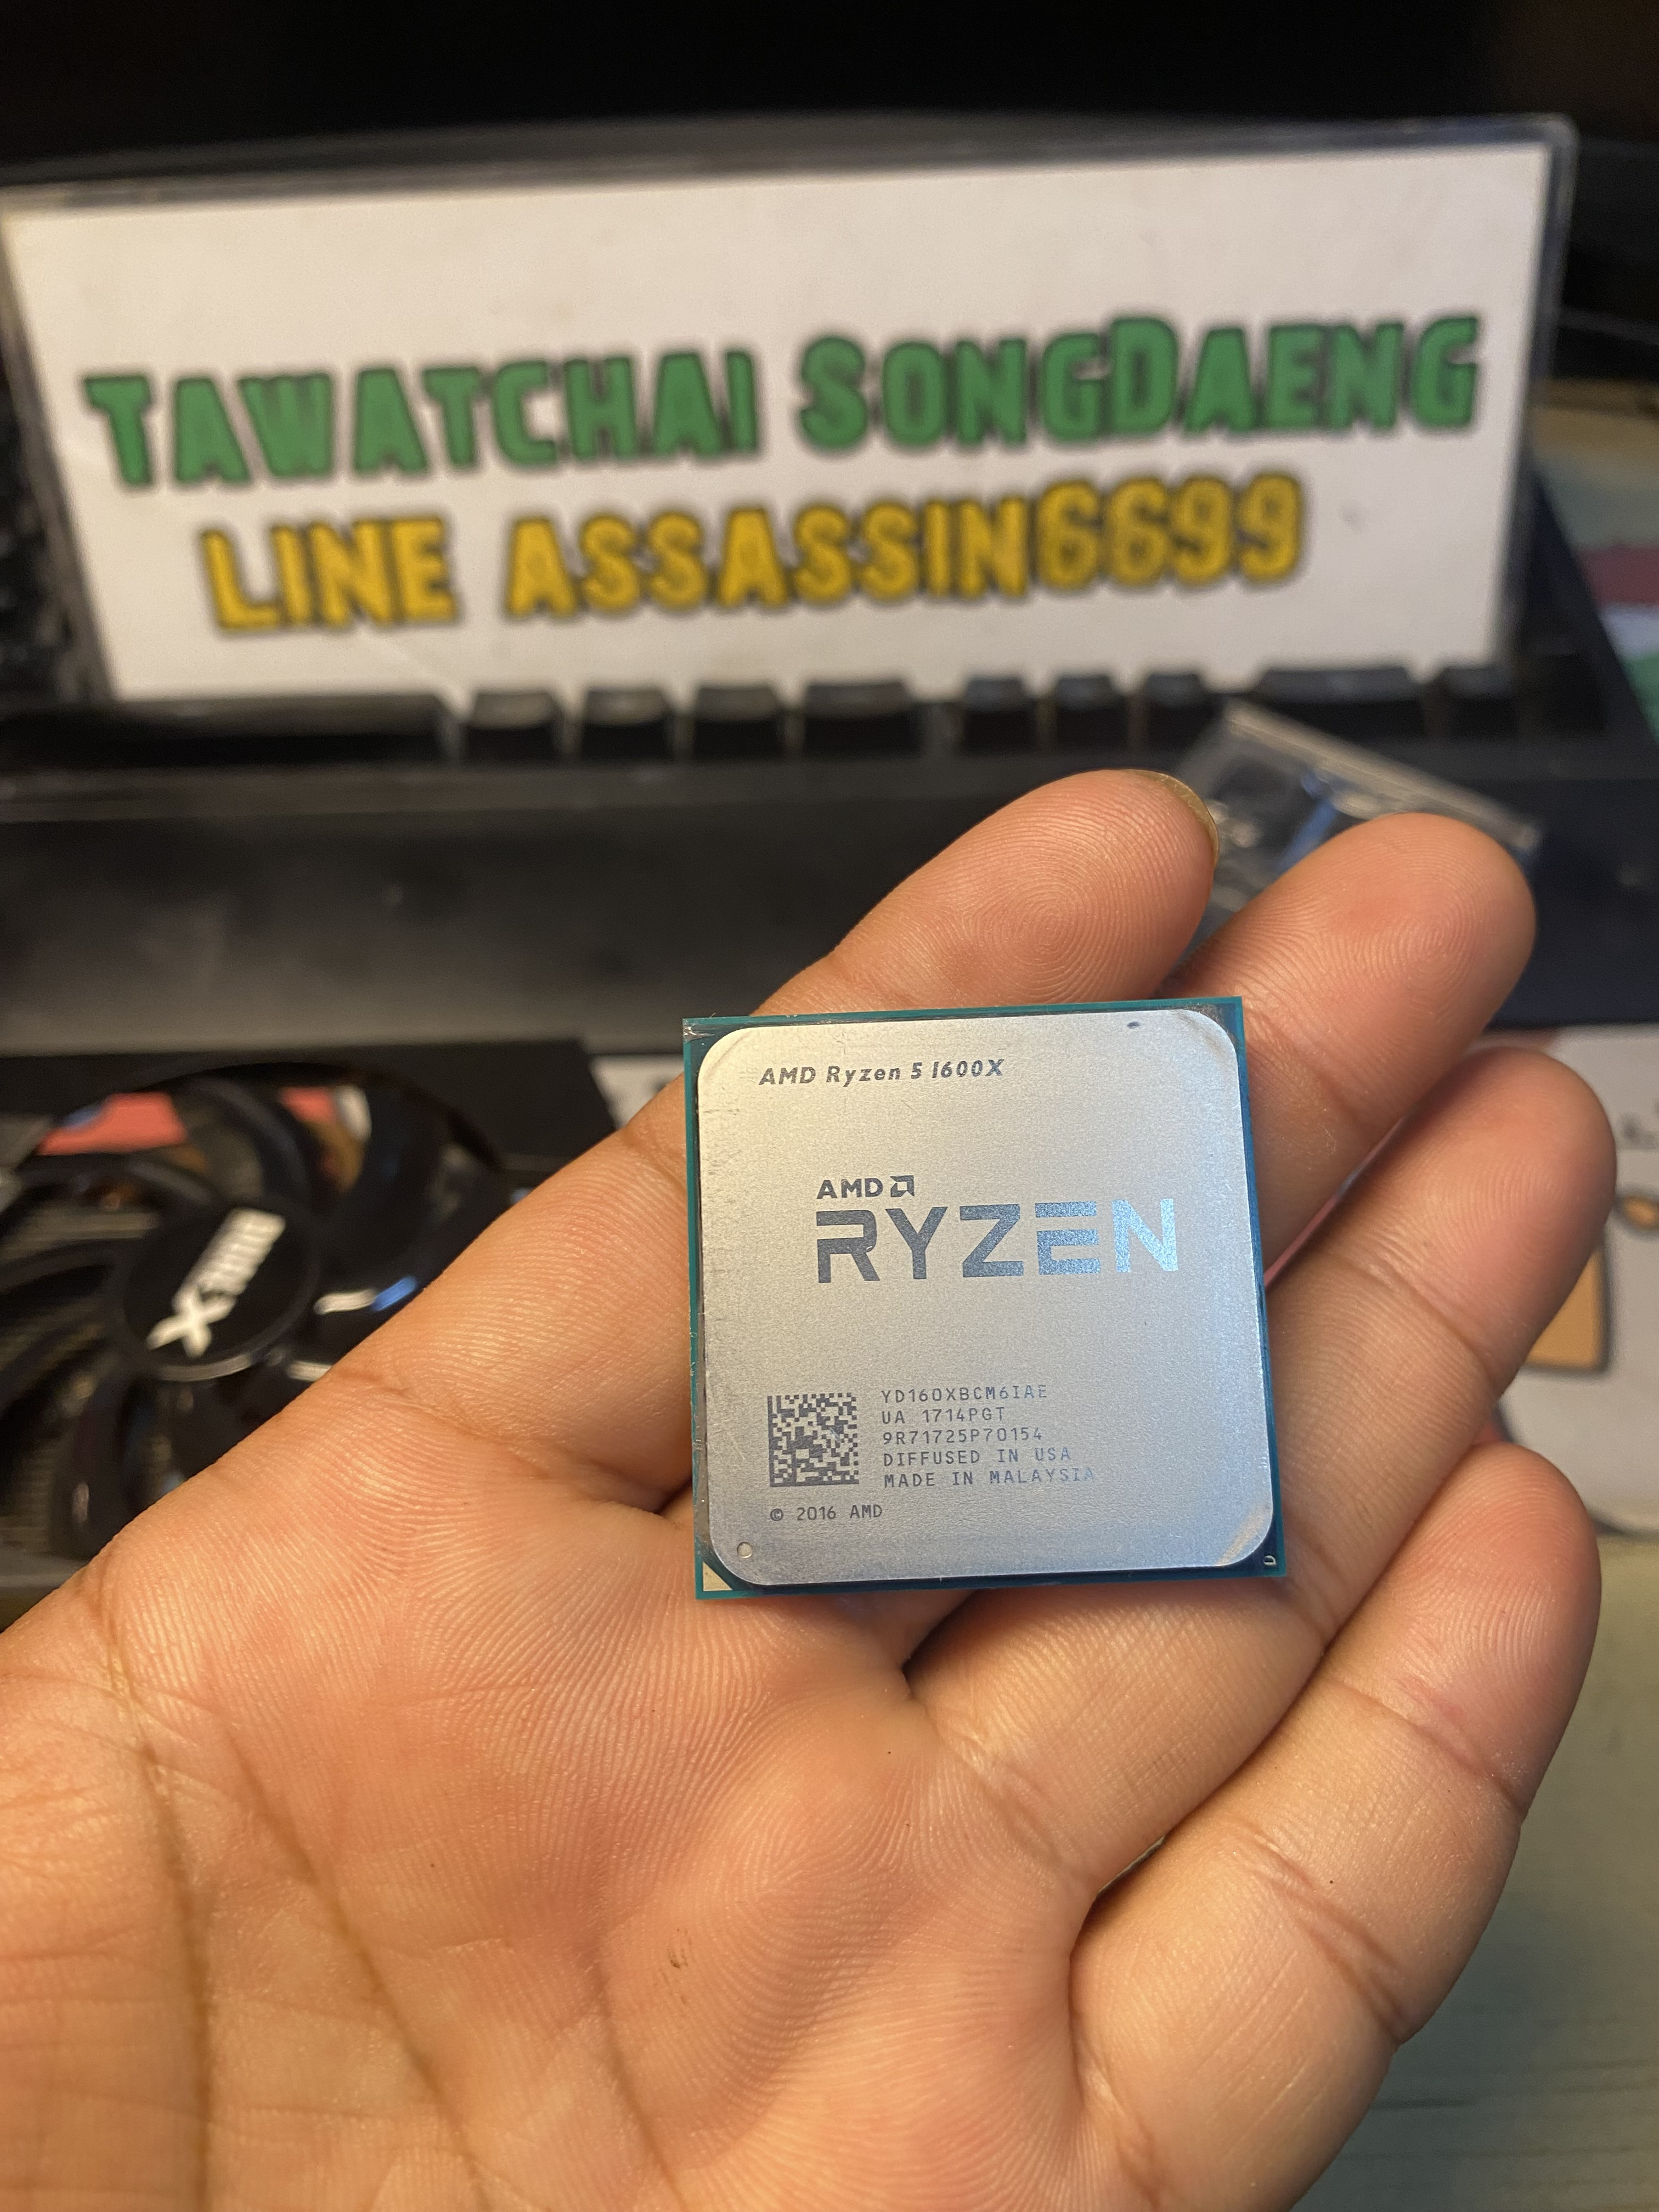 TAWATCHAI SONGDAENG
LINE ASSASSIN6699
AMD Ryzen 5 1600X
AMD
RYZEN
YD160XBCM6IAE
UA 1714PGT
9R71725P70154
DIFFUSED IN USA
MADE IN MALAYSIA
© 2016 AMD
D